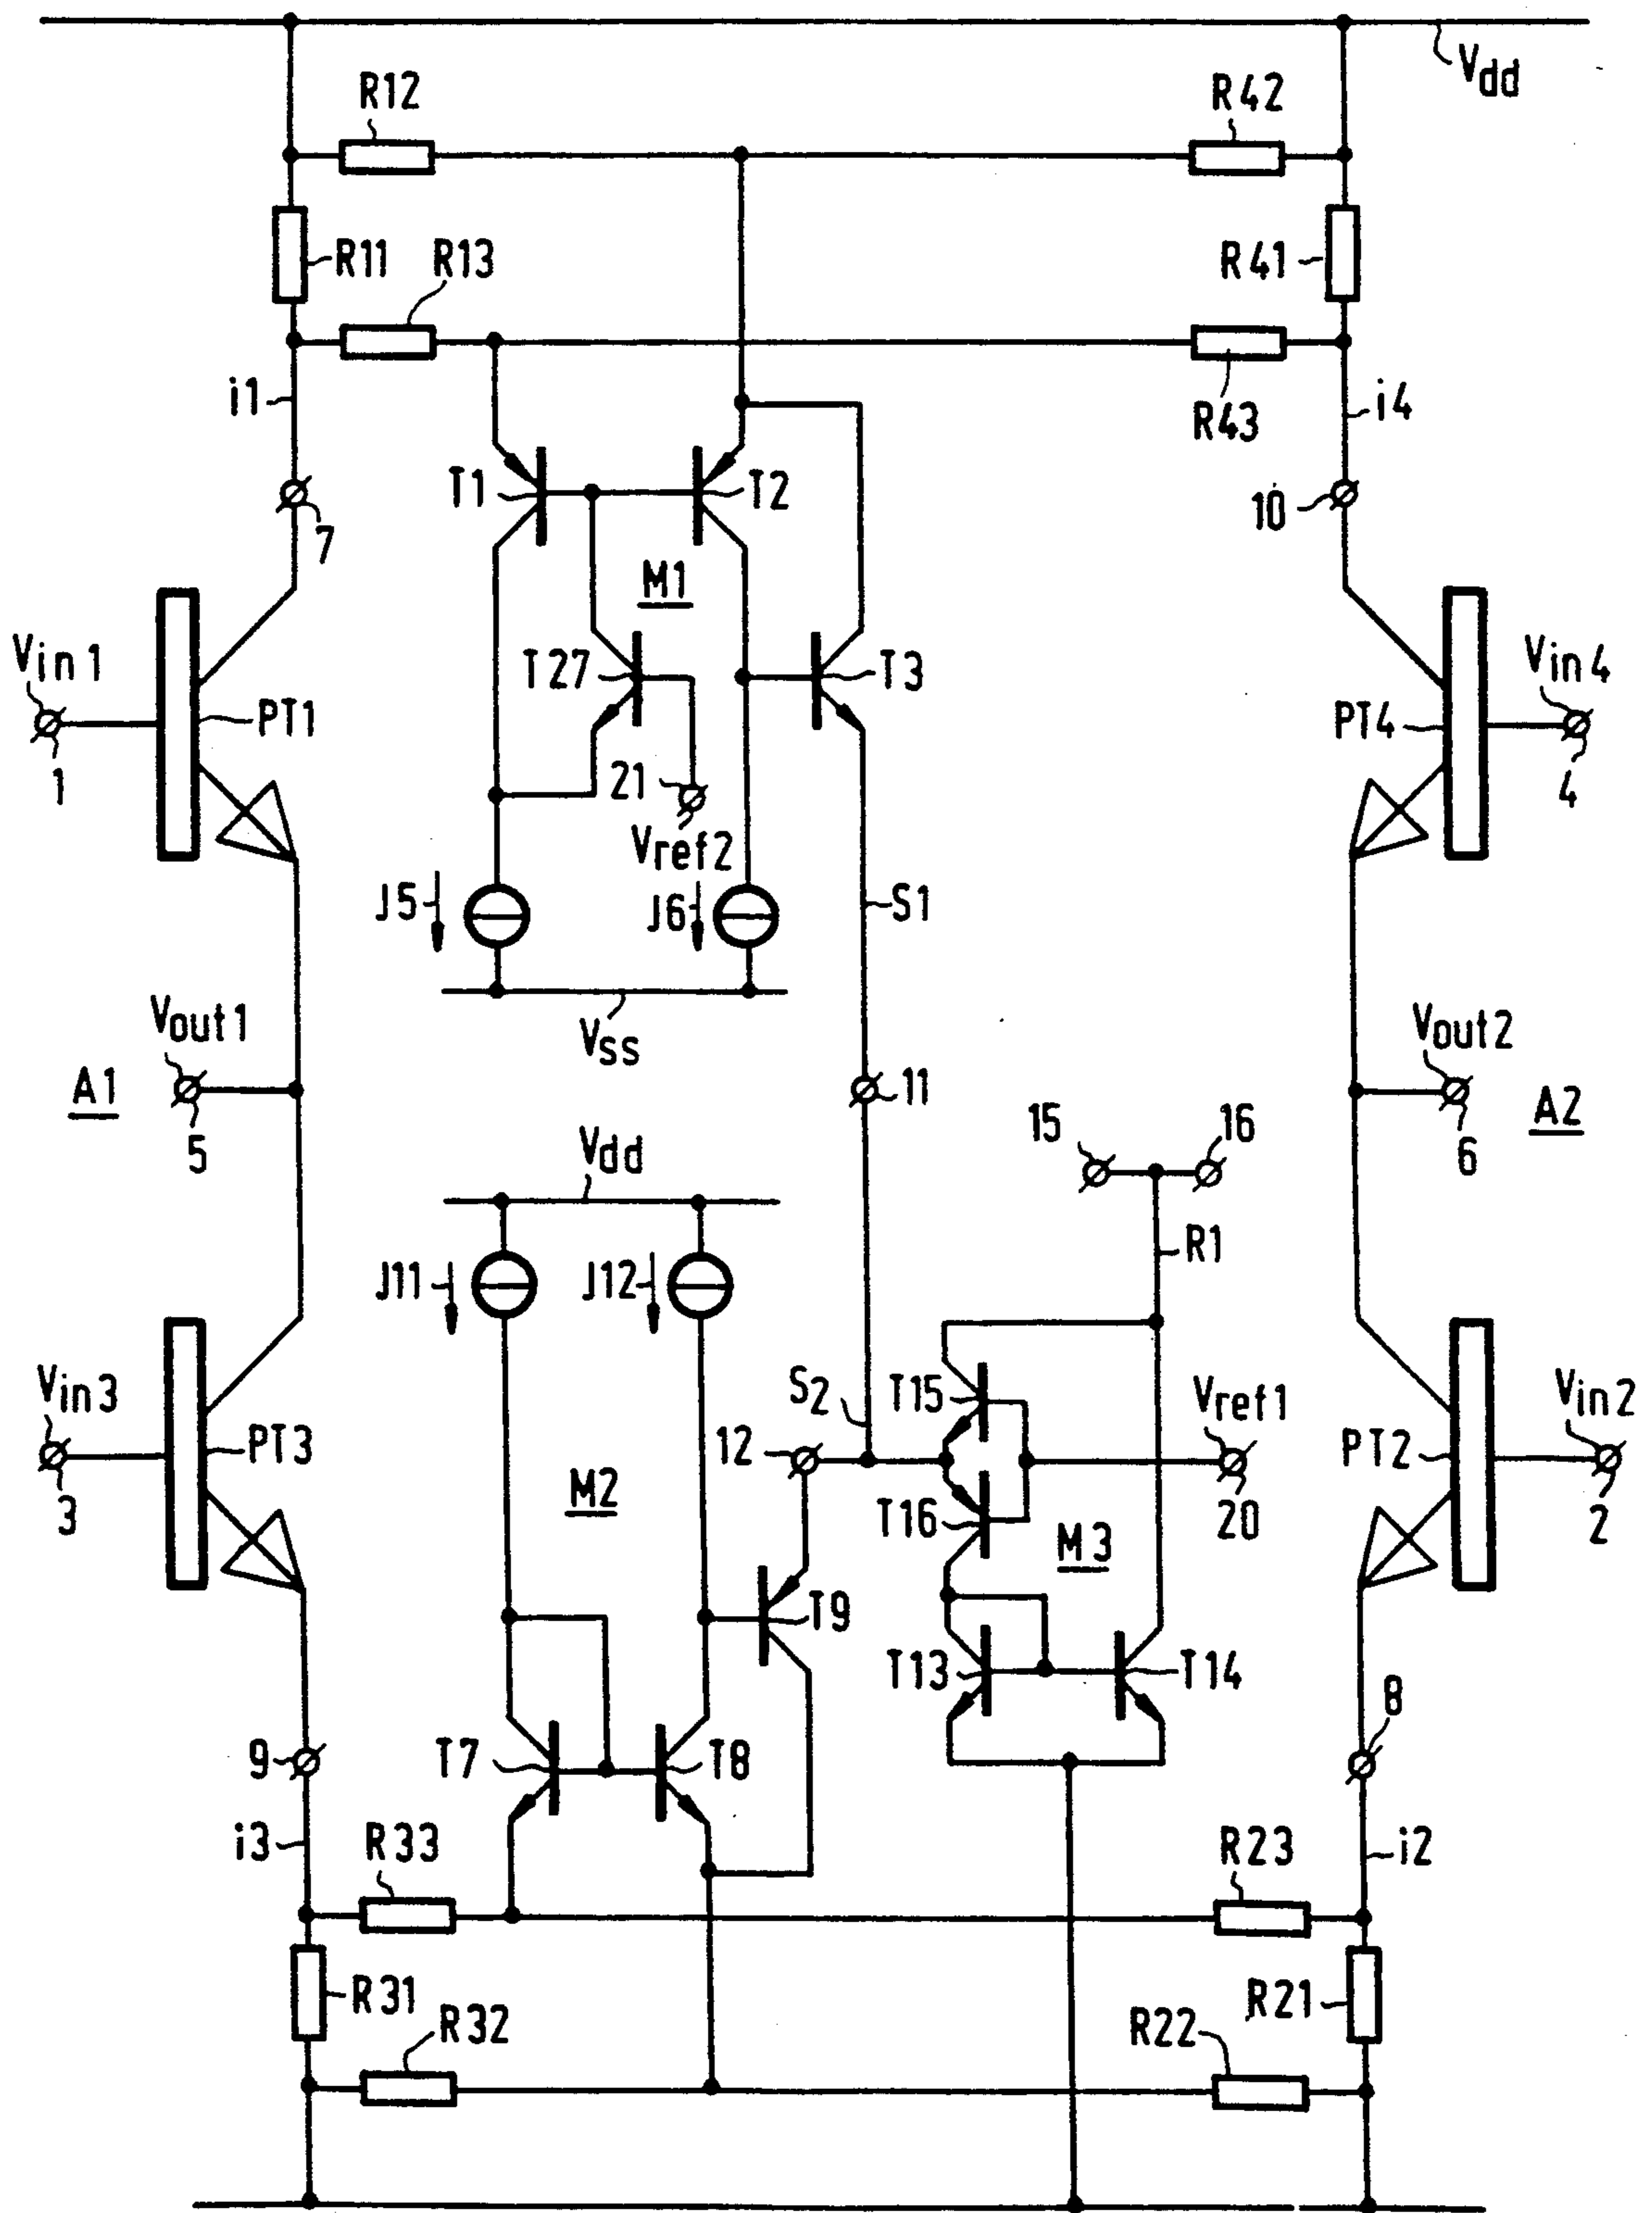 Vdd
R12
R42
R11
R13
R41
i1
R43
i4
T1
T2
7
10
M1
Vin1
T27
T3
Vin4
PT1
PT4
1
21
4
Vref2
J5
J6
S1
Vout1
Vss
Vout2
A1
11
A2
5
15
16
6
Vdd
R1
J11
J12
Vin3
S2
T15
Vref1
Vin2
PT3
12
PT2
3
M2
T16
M3
20
2
T9
T13
T14
8
9
T7
T8
i3
R33
R23
i2
R31
R32
R21
R22